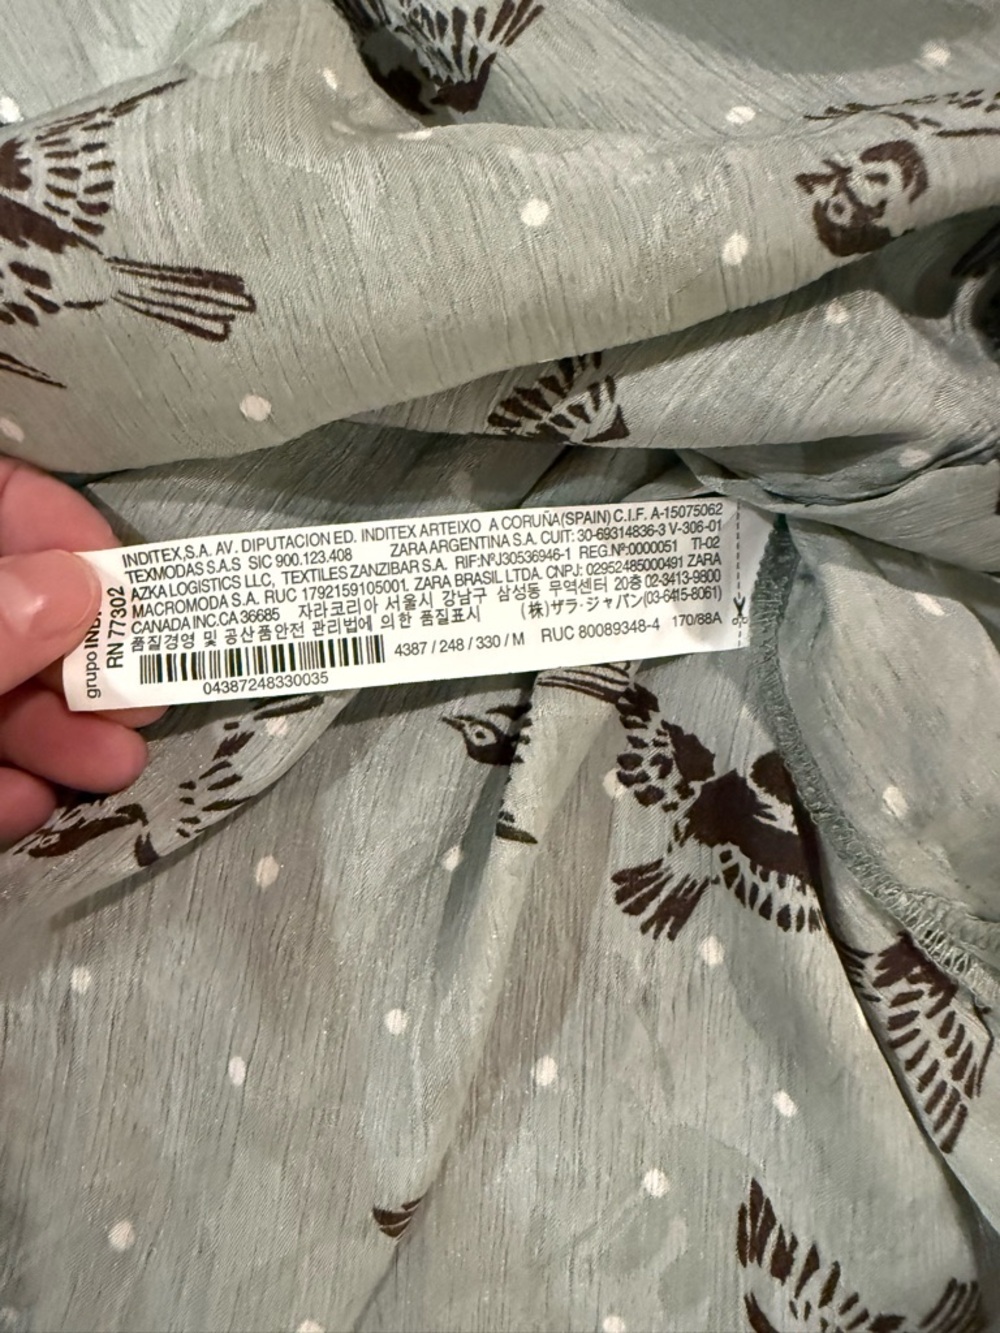 INDITEX,S.A. AV. DIPUTACION ED. INDITEX ARTEIXO A CORUÑA(SPAIN) C.I.F. A-15075062
TEXMODAS S.A.S SIC 900.123.408 ZARA ARGENTINA S.A. CUIT: 30-69314836-3 V-306-01
AZKA LOGISTICS LLC, TEXTILES ZANZIBAR S.A. RIF:Nº J30536946-1 REG.Nº:0000051 TI-02
MACROMODA S.A. RUC 1792159105001. ZARA BRASIL LTDA. CNPJ: 02952485000491 ZARA
CANADA INC.CA 36685 자라코리아 서울시 강남구 삼성동 무역센터 20층 02-3413-9800
품질경영 및 공산품안전 관리법에 의한 품질표시 (株)ザラ·ジャパン(03-6415-8061)
4387 / 248 / 330 / M RUC 80089348-4 170/88A
04387248330035
grupo IND
RN 77302